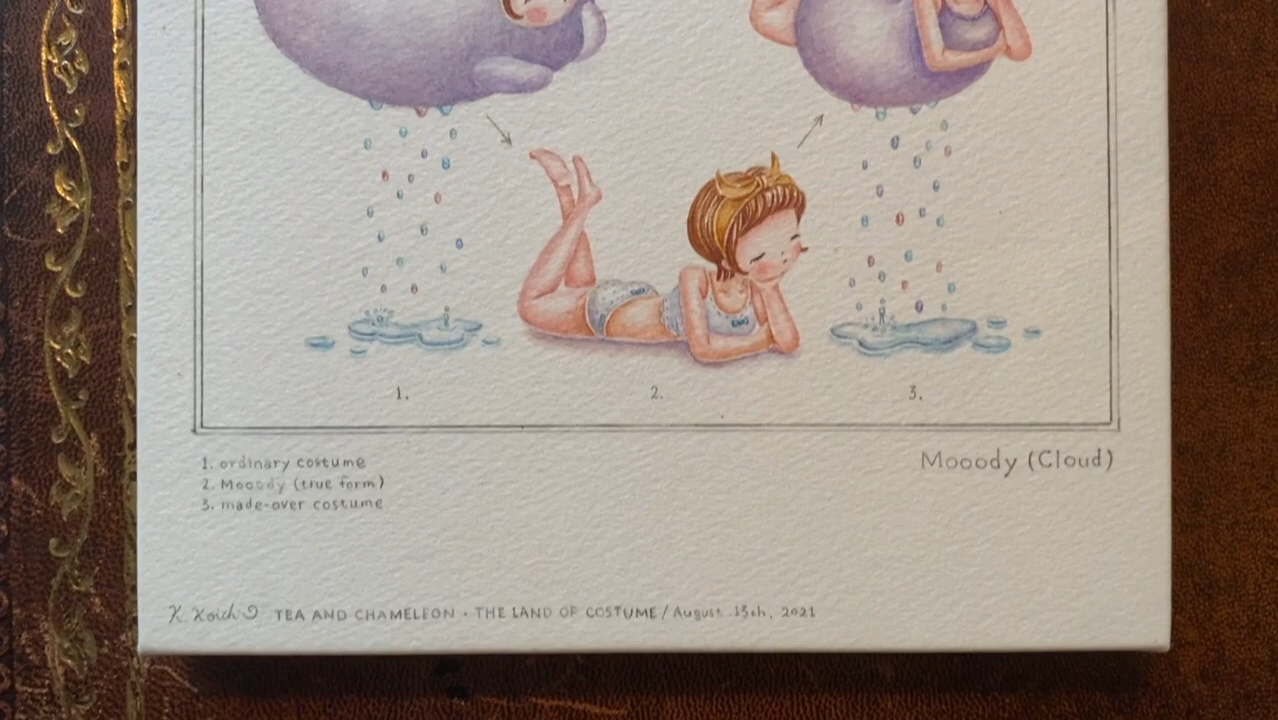 1. 2. 3.
1. ordinary costume
2. Mooody (true form)
3. made-over costume
Mooody (Cloud)
TEA AND CHAMELEON · THE LAND OF COSTUME / August 15th, 2021